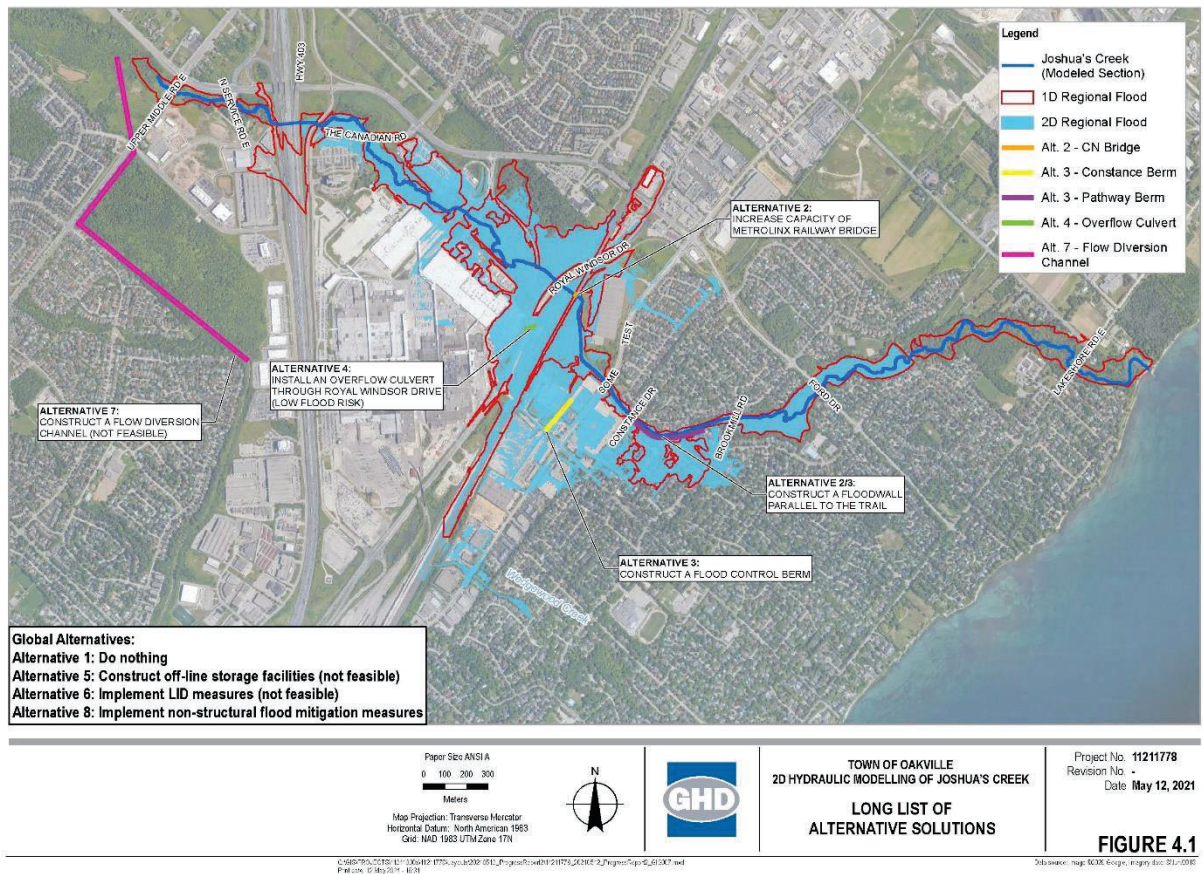 Legend
Joshua's Creek
(Modeled Section)
1D Regional Flood
2D Regional Flood
Alt. 2 - CN Bridge
Alt. 3 - Constance Berm
Alt. 3 - Pathway Berm
Alt. 4 - Overflow Culvert
Alt. 7 - Flow Diversion
Channel
UPPER MIDDLE RD E
N SERVICE RD E
HWY 403
THE CANADIAN RD
ROYAL WINDSOR DR
ALTERNATIVE 2:
INCREASE CAPACITY OF
METROLINX RAILWAY BRIDGE
TEST
SOME
CONSTANCE DR
BROOKMILL RD
FORD DR
LAKESHORE RD E
ALTERNATIVE 4:
INSTALL AN OVERFLOW CULVERT
THROUGH ROYAL WINDSOR DRIVE
(LOW FLOOD RISK)
ALTERNATIVE 7:
CONSTRUCT A FLOW DIVERSION
CHANNEL (NOT FEASIBLE)
ALTERNATIVE 2/3:
CONSTRUCT A FLOODWALL
PARALLEL TO THE TRAIL
ALTERNATIVE 3:
CONSTRUCT A FLOOD CONTROL BERM
Wedgewood Creek
Global Alternatives:
Alternative 1: Do nothing
Alternative 5: Construct off-line storage facilities (not feasible)
Alternative 6: Implement LID measures (not feasible)
Alternative 8: Implement non-structural flood mitigation measures
Paper Size ANSI A
0 100 200 300
Meters
Map Projection: Transverse Mercator
Horizontal Datum: North American 1983
Grid: NAD 1983 UTM Zone 17N
N
GHD
TOWN OF OAKVILLE
2D HYDRAULIC MODELLING OF JOSHUA'S CREEK
LONG LIST OF
ALTERNATIVE SOLUTIONS
Project No. 11211778
Revision No. -
Date May 12, 2021
FIGURE 4.1
Print date: 12 May 2021 -